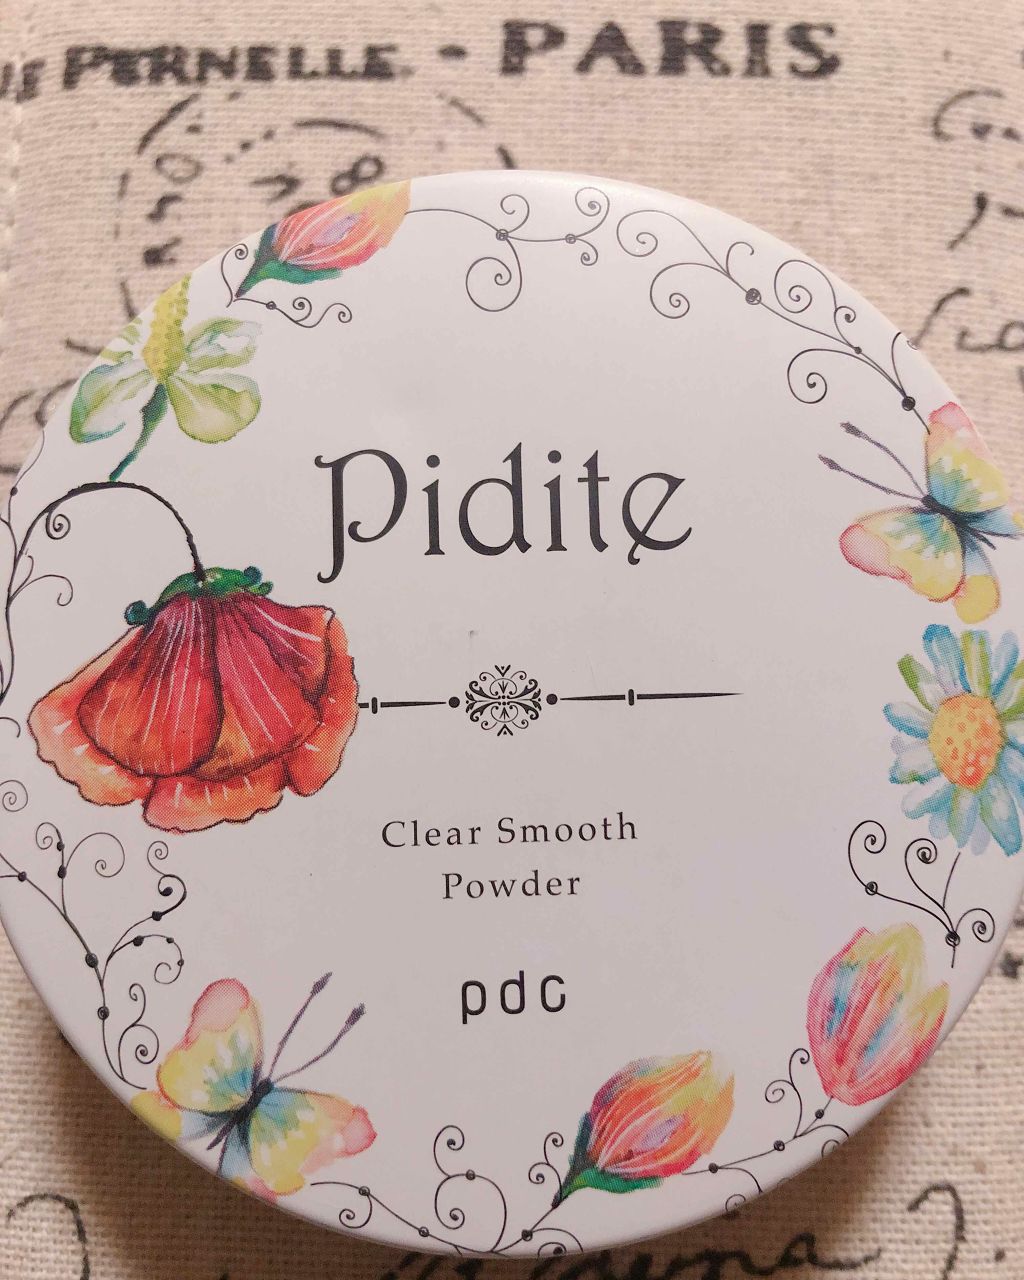 PERNELLE - PARIS
Pidite
Clear Smooth
Powder
pdc